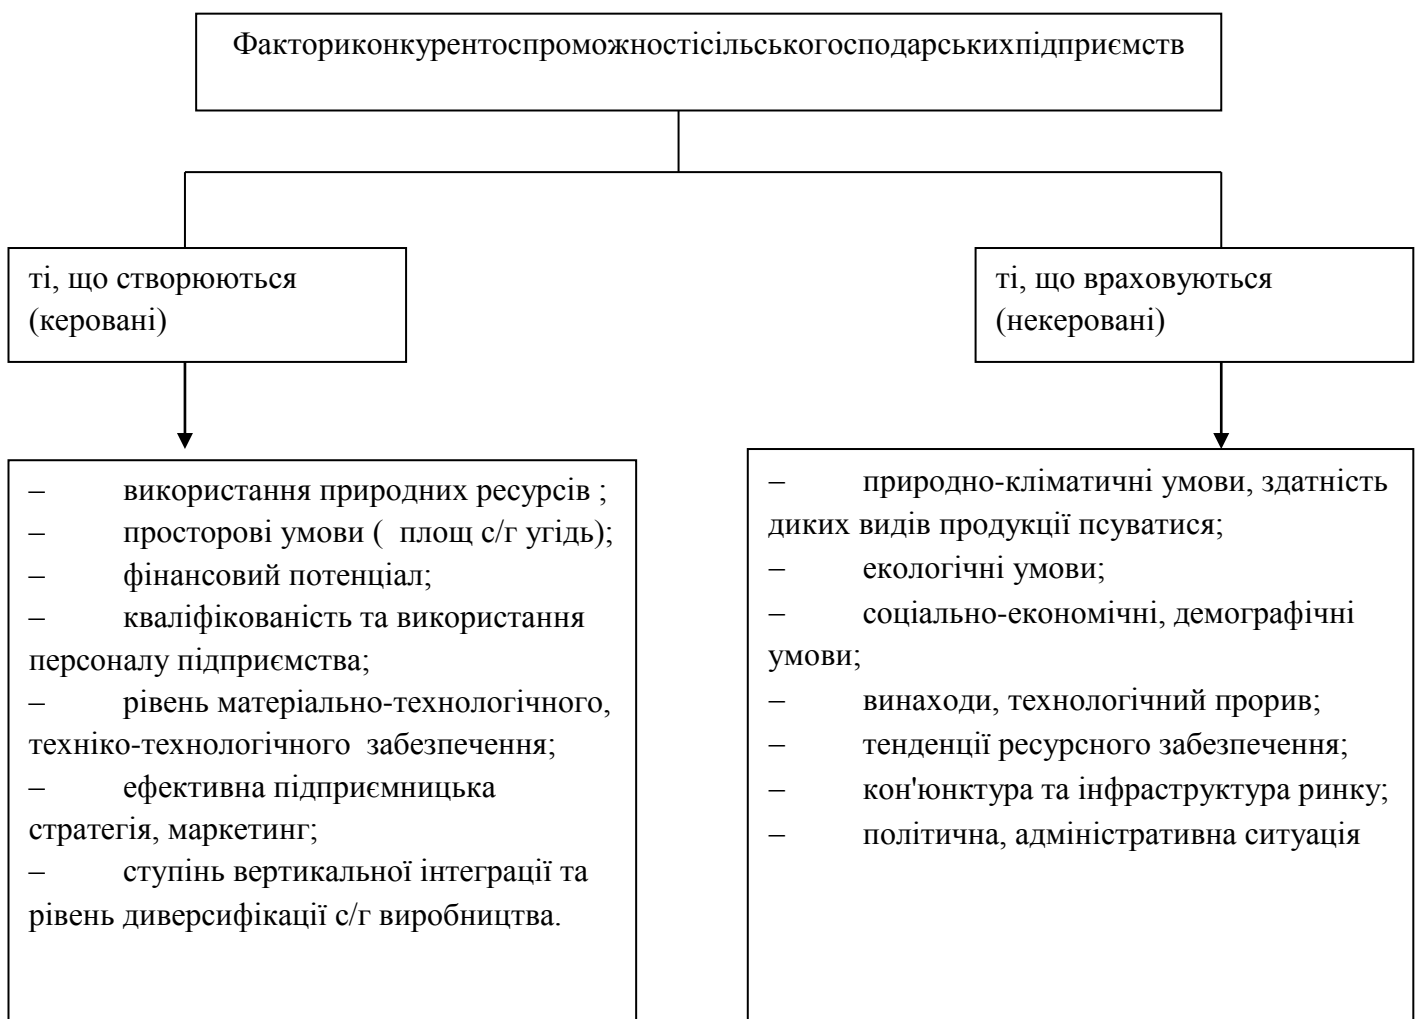 Факториконкурентоспроможностісільськогосподарськихпідприємств
ті, що створюються
(керовані)
ті, що враховуються
(некеровані)
– використання природних ресурсів ;
– просторові умови ( площ с/г угідь);
– фінансовий потенціал;
– кваліфікованість та використання
персоналу підприємства;
– рівень матеріально-технологічного,
техніко-технологічного забезпечення;
– ефективна підприємницька
стратегія, маркетинг;
– ступінь вертикальної інтеграції та
рівень диверсифікації с/г виробництва.
– природно-кліматичні умови, здатність
диких видів продукції псуватися;
– екологічні умови;
– соціально-економічні, демографічні
умови;
– винаходи, технологічний прорив;
– тенденції ресурсного забезпечення;
– кон'юнктура та інфраструктура ринку;
– політична, адміністративна ситуація